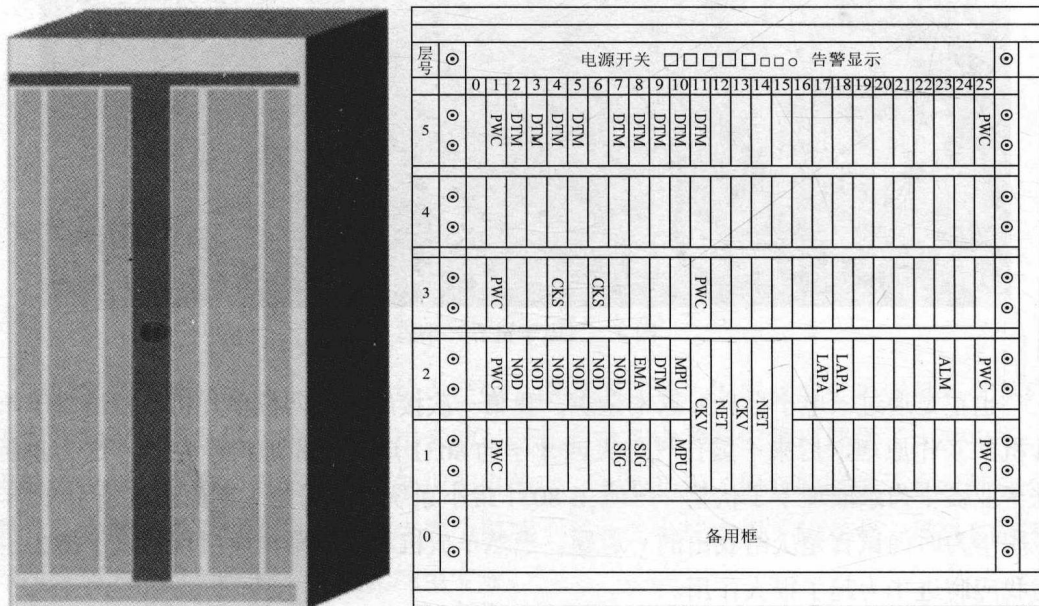 层号 电源开关 告警显示
0 1 2 3 4 5 6 7 8 9 10 11 12 13 14 15 16 17 18 19 20 21 22 23 24 25
5 PWC DTM DTM DTM DTM DTM DTM DTM DTM DTM PWC
4
3 PWC CKS CKS PWC
2 PWC NOD NOD NOD NOD NOD NOD EMA DTM MPU CKV NET CKV NET LAPA LAPA ALM PWC
1 PWC SIG SIG MPU PWC
0 备用框